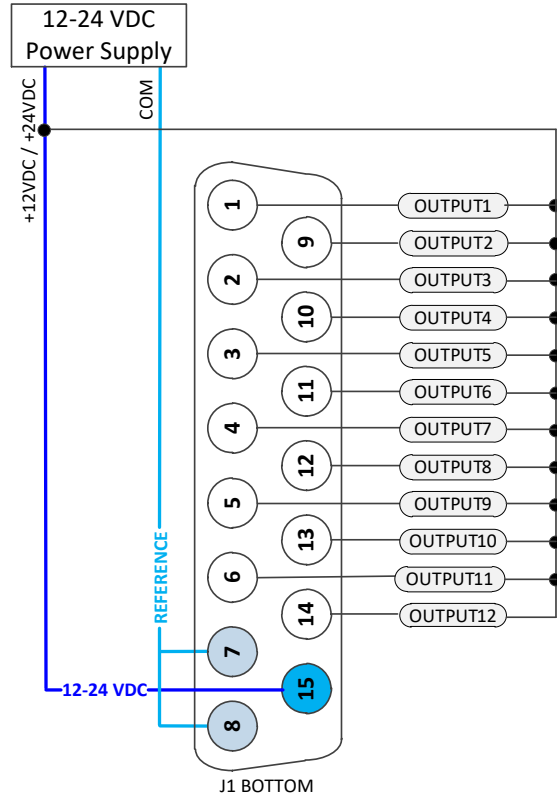 12-24 VDC
Power Supply
+12VDC / +24VDC
COM
1
OUTPUT1
9
OUTPUT2
2
OUTPUT3
10
OUTPUT4
3
OUTPUT5
11
OUTPUT6
4
OUTPUT7
12
OUTPUT8
5
OUTPUT9
13
OUTPUT10
6
OUTPUT11
14
OUTPUT12
REFERENCE
7
12-24 VDC
15
8
J1 BOTTOM